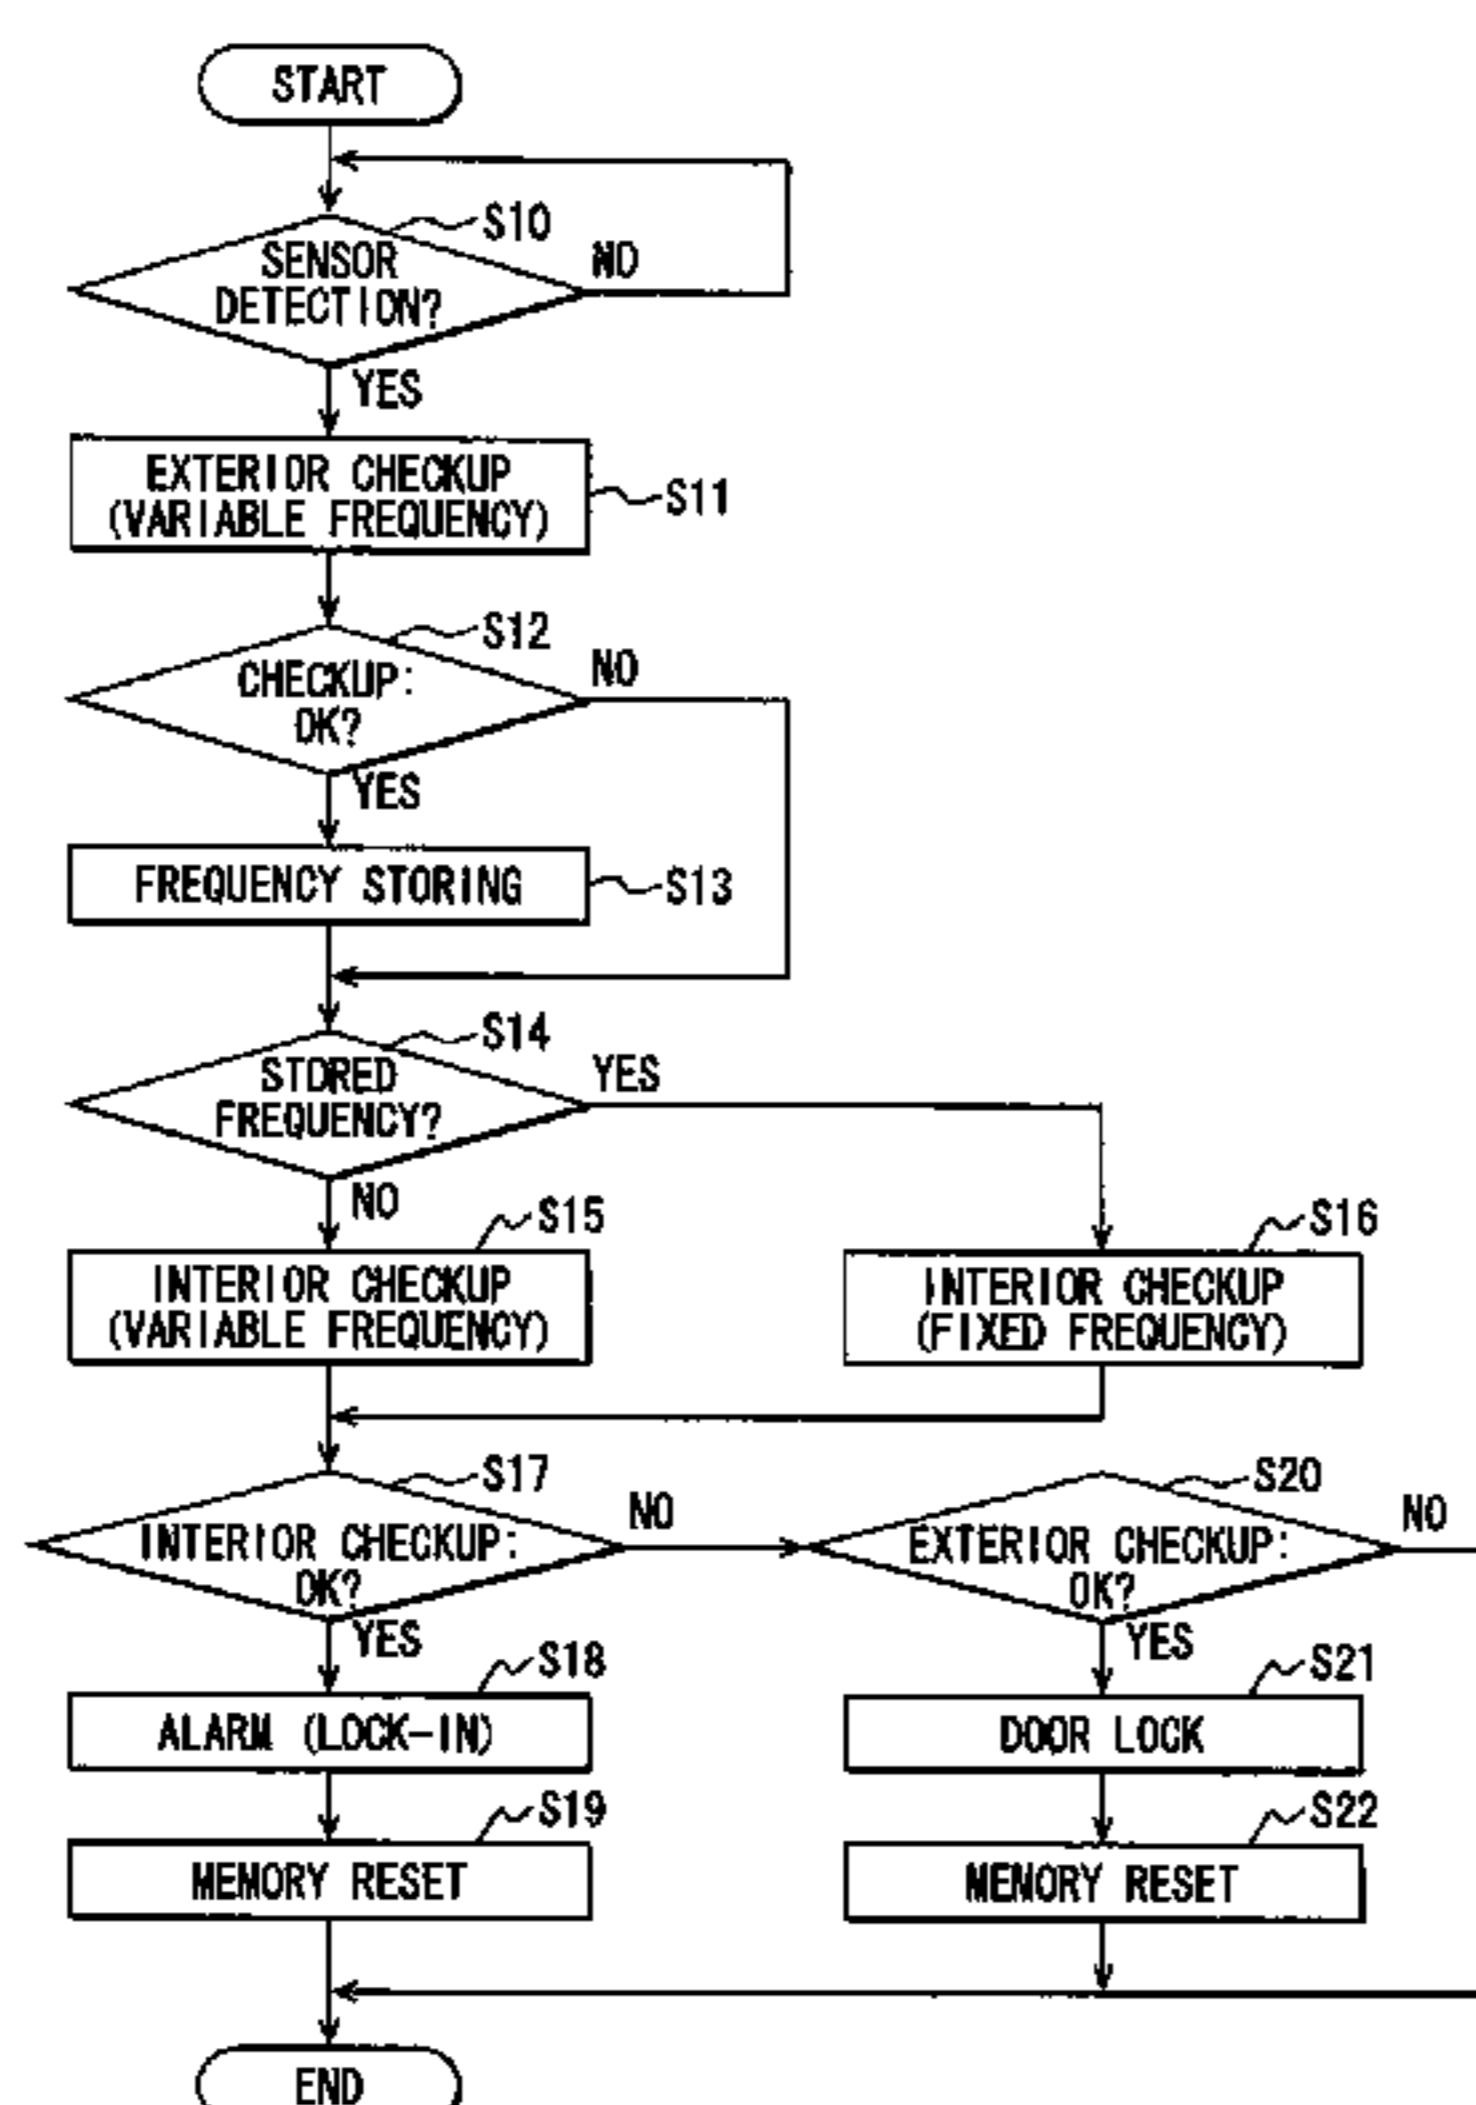 START
S10
SENSOR
DETECTION?
NO
YES
EXTERIOR CHECKUP
(VARIABLE FREQUENCY)
S11
S12
CHECKUP:
OK?
NO
YES
FREQUENCY STORING
S13
S14
STORED
FREQUENCY?
YES
NO
S15
INTERIOR CHECKUP
(VARIABLE FREQUENCY)
S16
INTERIOR CHECKUP
(FIXED FREQUENCY)
S17
INTERIOR CHECKUP:
OK?
NO
YES
S20
EXTERIOR CHECKUP:
OK?
NO
YES
S18
ALARM (LOCK-IN)
S21
DOOR LOCK
S19
MEMORY RESET
S22
MEMORY RESET
END